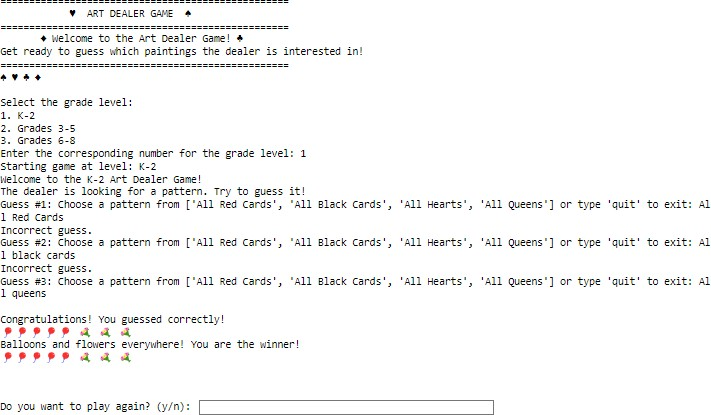 ==================================================
♥ ART DEALER GAME ♠
==================================================
♦ Welcome to the Art Dealer Game! ♣
Get ready to guess which paintings the dealer is interested in!
==================================================
♠ ♥ ♣ ♦
Select the grade level:
1. K-2
2. Grades 3-5
3. Grades 6-8
Enter the corresponding number for the grade level: 1
Starting game at level: K-2
Welcome to the K-2 Art Dealer Game!
The dealer is looking for a pattern. Try to guess it!
Guess #1: Choose a pattern from ['All Red Cards', 'All Black Cards', 'All Hearts', 'All Queens'] or type 'quit' to exit: Al
l Red Cards
Incorrect guess.
Guess #2: Choose a pattern from ['All Red Cards', 'All Black Cards', 'All Hearts', 'All Queens'] or type 'quit' to exit: Al
l black cards
Incorrect guess.
Guess #3: Choose a pattern from ['All Red Cards', 'All Black Cards', 'All Hearts', 'All Queens'] or type 'quit' to exit: Al
l queens
Congratulations! You guessed correctly!
🎈 🎈 🎈 🎈 🎈 💐 💐 💐
Balloons and flowers everywhere! You are the winner!
🎈 🎈 🎈 🎈 🎈 💐 💐 💐
Do you want to play again? (y/n):